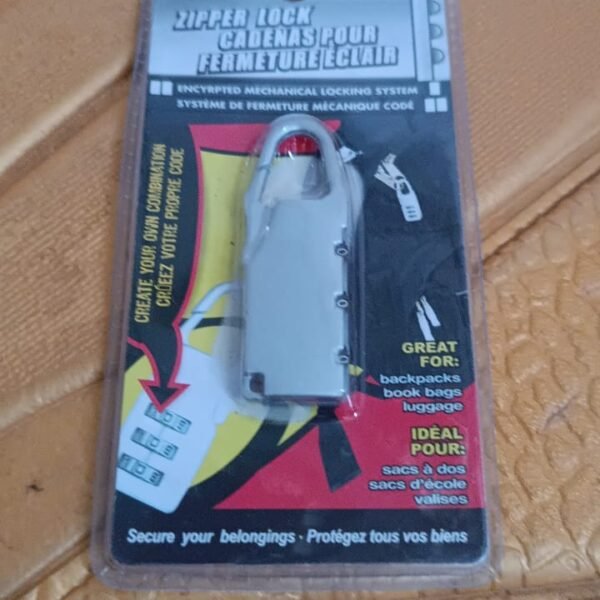 ZIPPER LOCK
CADENAS POUR
FERMETURE ÉCLAIR
ENCYRPTED MECHANICAL LOCKING SYSTEM
SYSTÈME DE FERMETURE MÉCANIQUE CODÉ
CREATE YOUR OWN COMBINATION
CRÉEZ VOTRE PROPRE CODE
GREAT
FOR:
backpacks
book bags
luggage
IDÉAL
POUR:
sacs à dos
sacs d'école
valises
Secure your belongings · Protégez tous vos biens